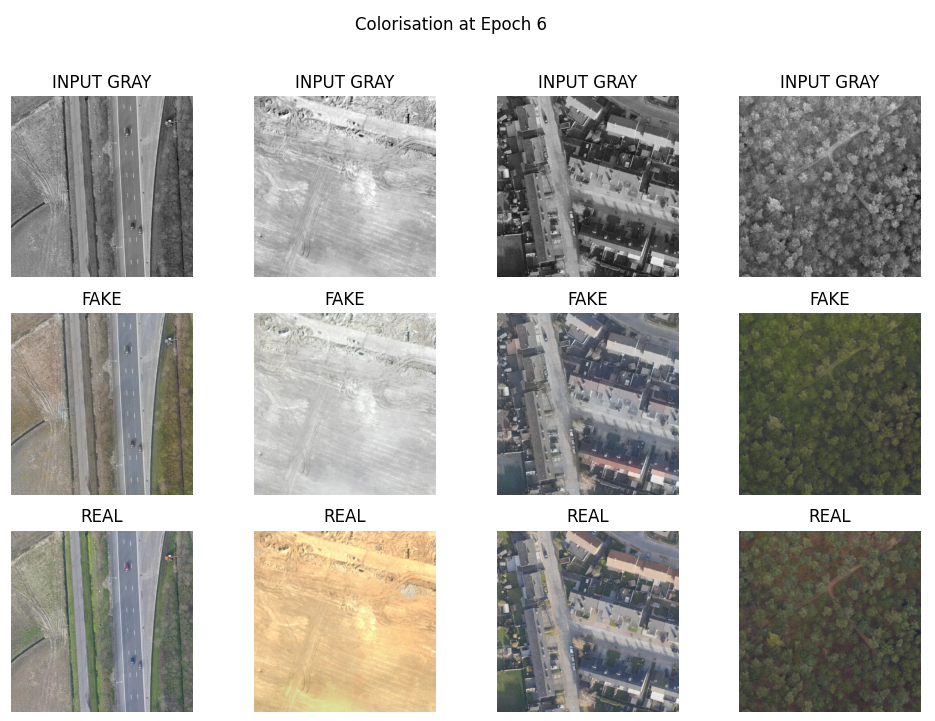 Colorisation at Epoch 6
INPUT GRAY INPUT GRAY INPUT GRAY INPUT GRAY
FAKE FAKE FAKE FAKE
REAL REAL REAL REAL